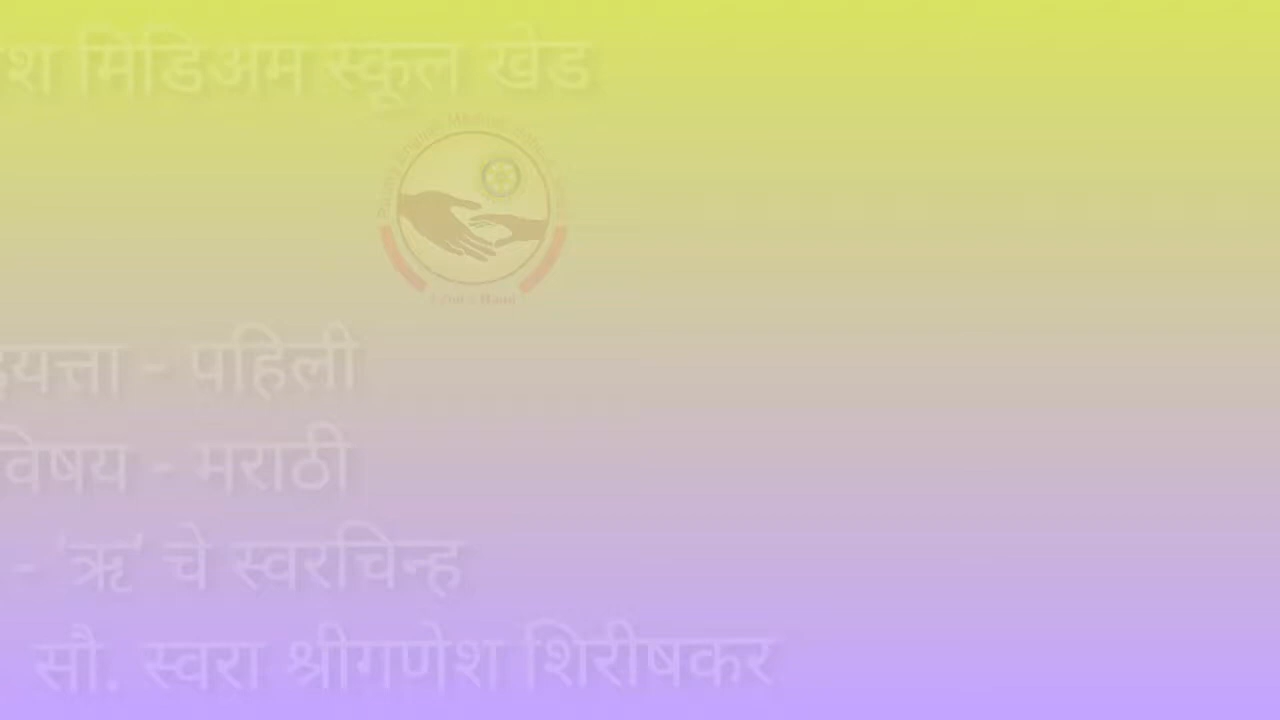 श मिडिअम स्कूल खेड
इयत्ता - पहिली
विषय - मराठी
- 'ऋ' चे स्वरचिन्ह
सौ. स्वरा श्रीगणेश शिरीषकर